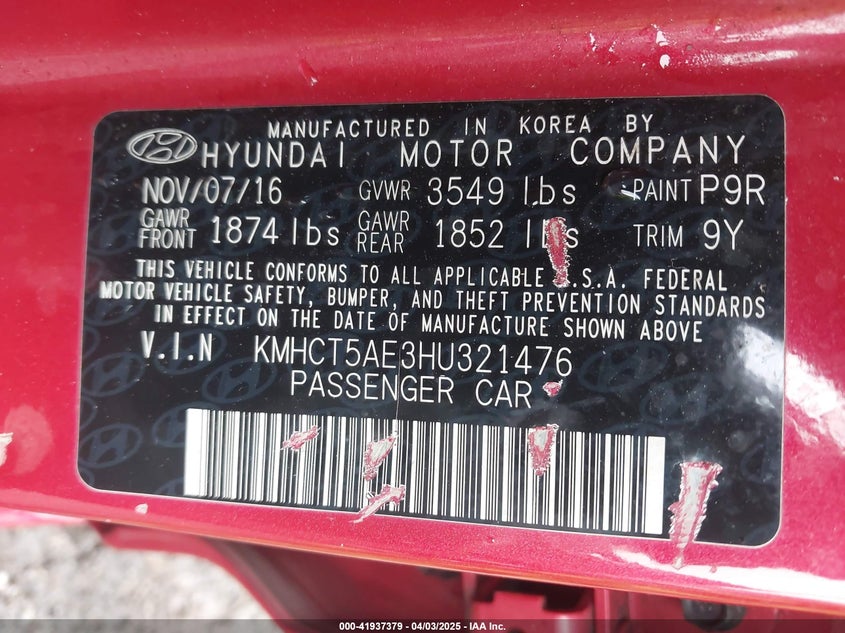 MANUFACTURED IN KOREA BY
HYUNDAI MOTOR COMPANY
NOV/07/16 GVWR 3549 lbs PAINT P9R
GAWR FRONT 1874 lbs GAWR REAR 1852 lbs TRIM 9Y
THIS VEHICLE CONFORMS TO ALL APPLICABLE .S.A. FEDERAL
MOTOR VEHICLE SAFETY, BUMPER, AND THEFT PREVENTION STANDARDS
IN EFFECT ON THE DATE OF MANUFACTURE SHOWN ABOVE
V.I.N KMHCT5AE3HU321476
PASSENGER CAR
000-41937379 - 04/03/2025 - IAA Inc.